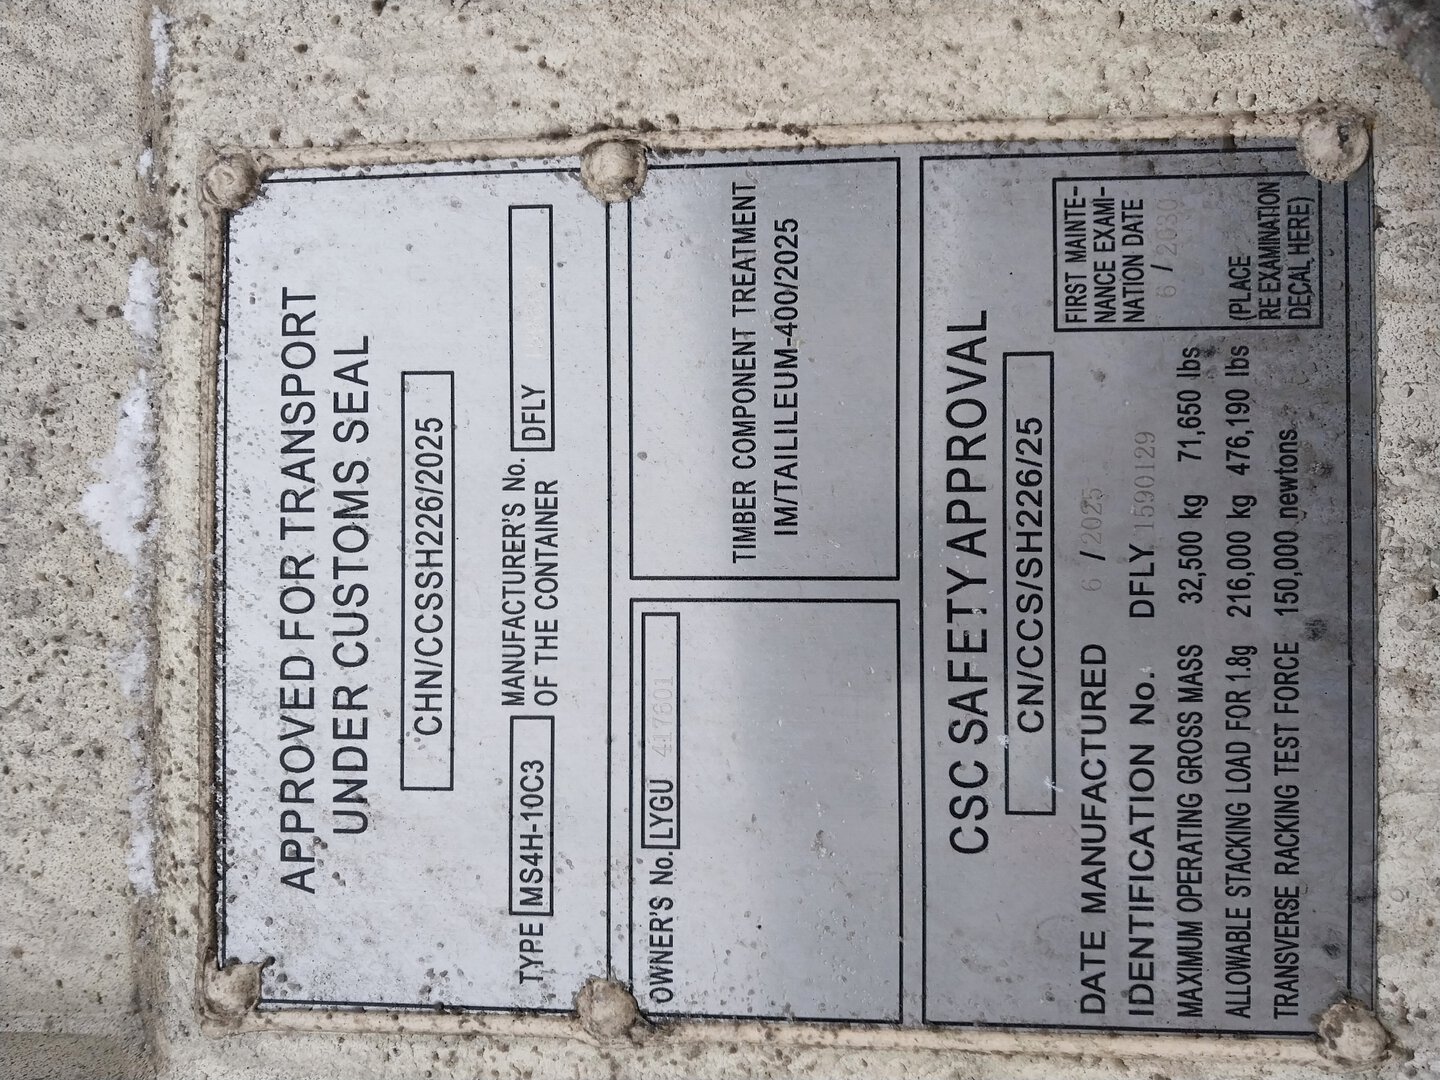 APPROVED FOR TRANSPORT
UNDER CUSTOMS SEAL
CHN/CCSSH226/2025
TYPE MS4H-10C3
MANUFACTURER'S No.
OF THE CONTAINER
DFLY
OWNER'S No. LYGU 417601
TIMBER COMPONENT TREATMENT
IM/TAILILEUM-400/2025
CSC SAFETY APPROVAL
CN/CCS/SH226/25
DATE MANUFACTURED 6 / 2025
IDENTIFICATION No. DFLY 11590129
MAXIMUM OPERATING GROSS MASS 32,500 kg 71,650 lbs
ALLOWABLE STACKING LOAD FOR 1.8g 216,000 kg 476,190 lbs
TRANSVERSE RACKING TEST FORCE 150,000 newtons
FIRST MAINTE-
NANCE EXAMI-
NATION DATE
6 / 2030
(PLACE
RE EXAMINATION
DECAL HERE)